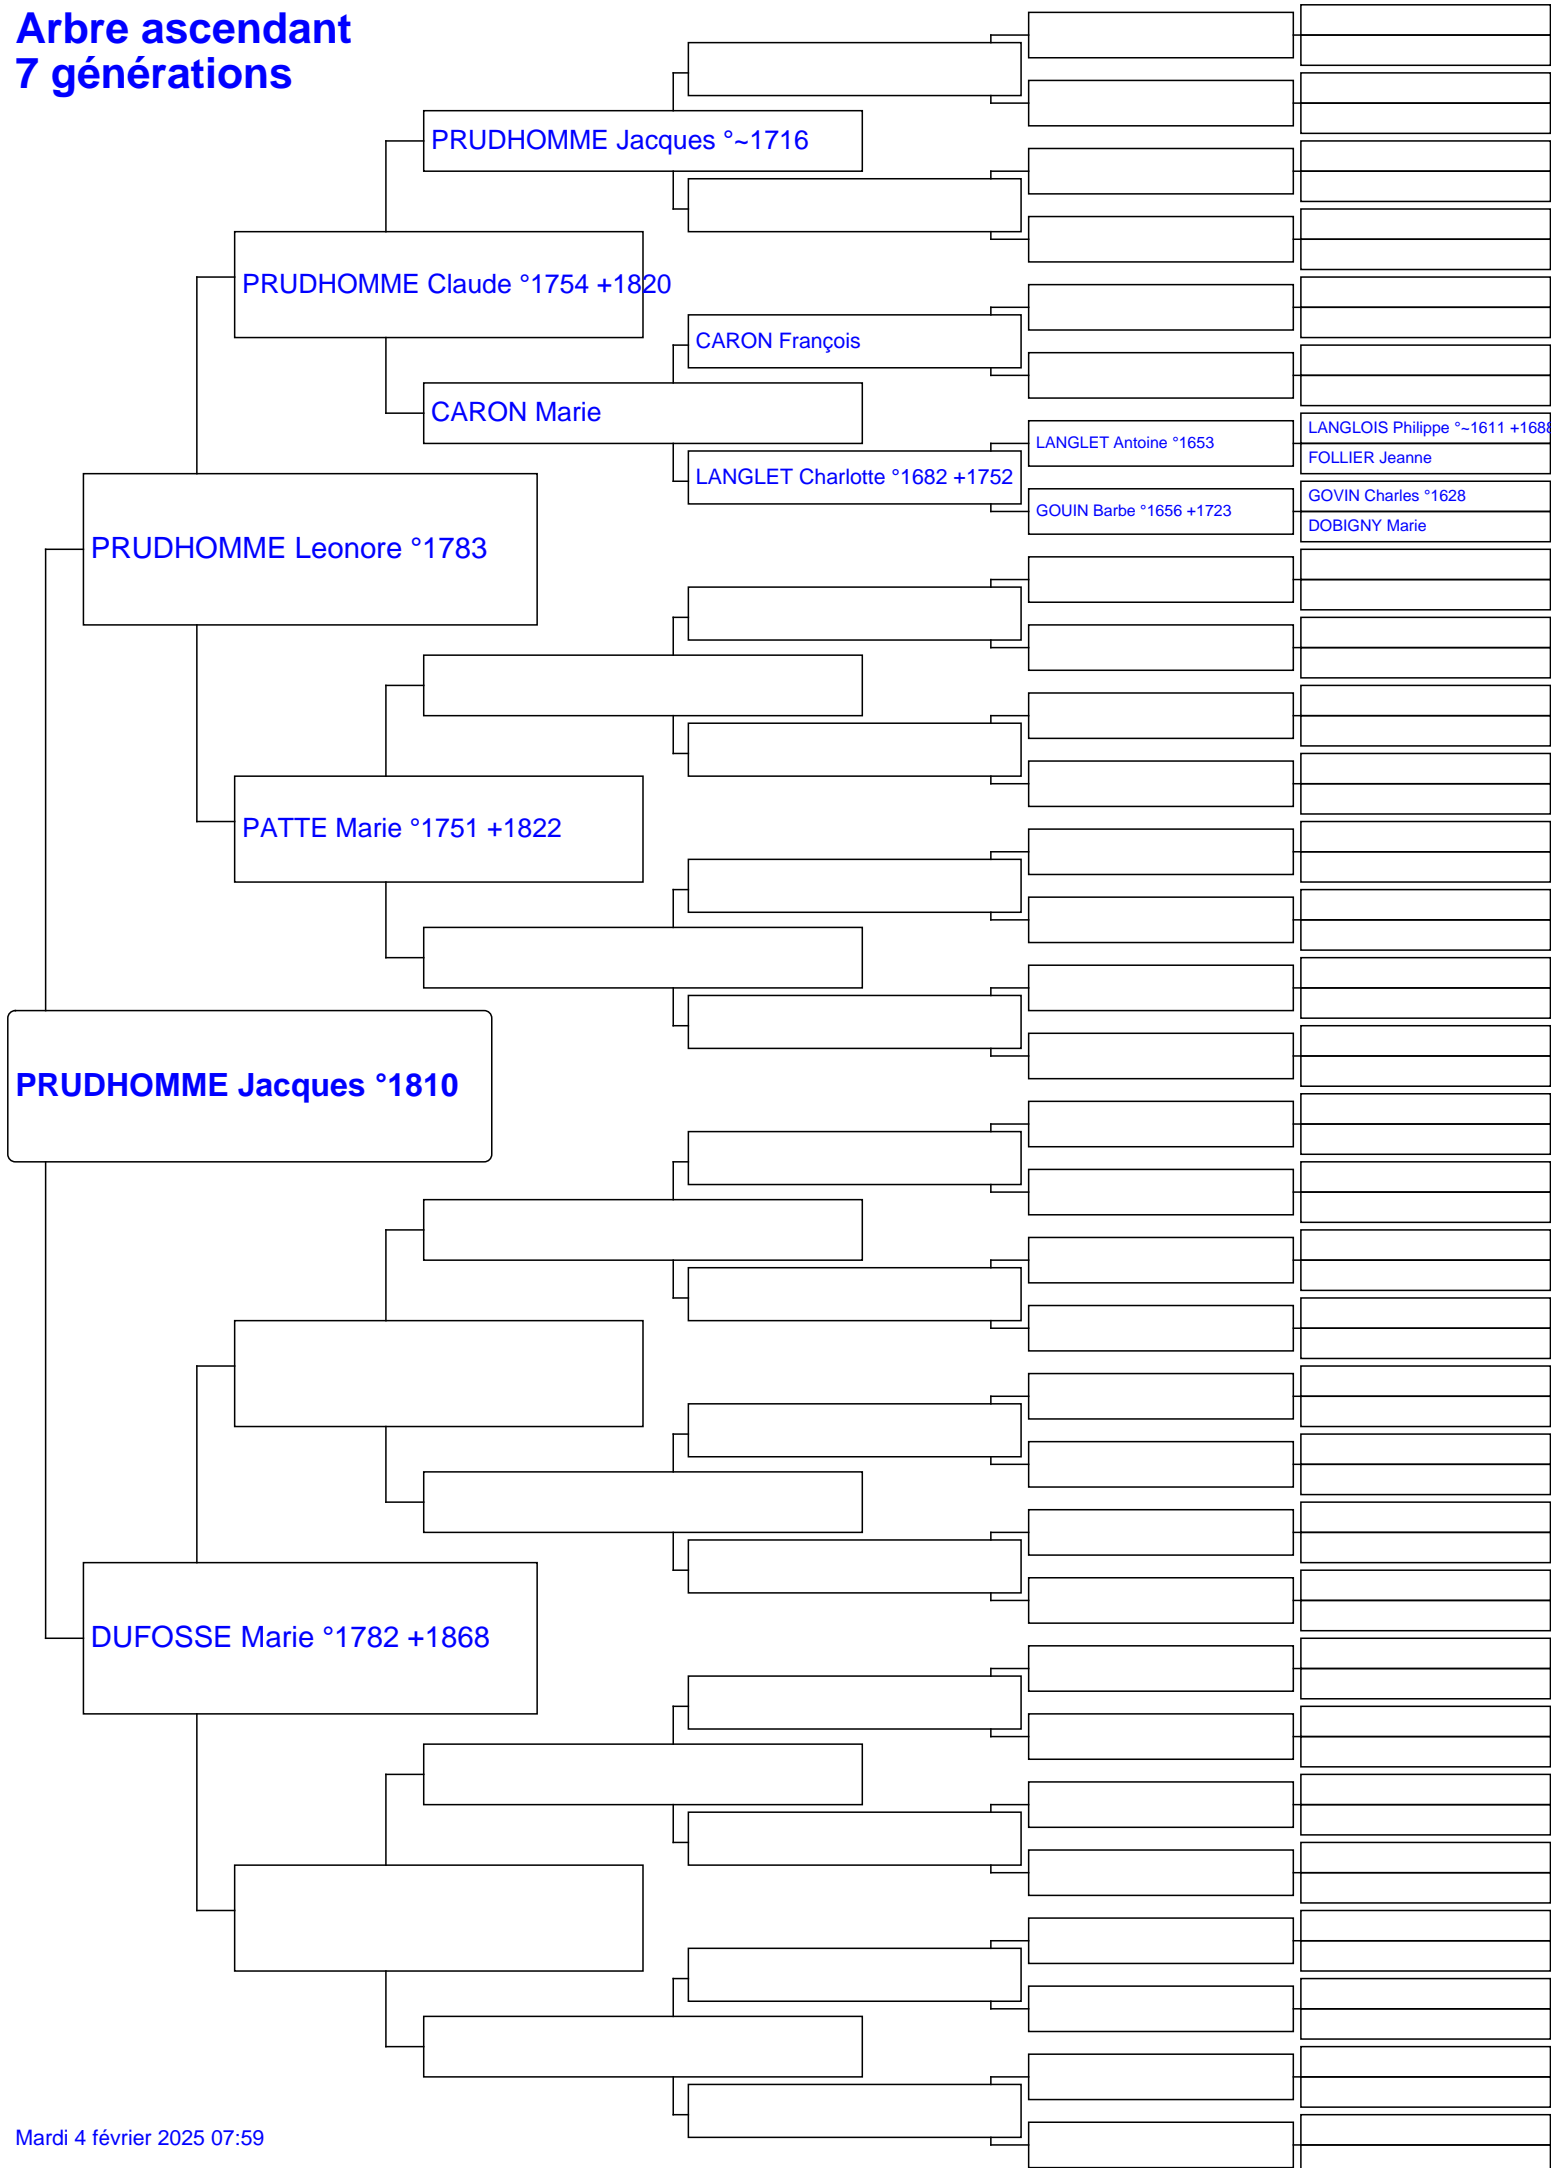 Arbre ascendant
7 générations
PRUDHOMME Jacques °~1716
PRUDHOMME Claude °1754 +1820
CARON François
CARON Marie
LANGLOIS Philippe °~1611 +1688
LANGLET Antoine °1653
FOLLIER Jeanne
LANGLET Charlotte °1682 +1752
GOVIN Charles °1628
GOUIN Barbe °1656 +1723
DOBIGNY Marie
PRUDHOMME Leonore °1783
PATTE Marie °1751 +1822
PRUDHOMME Jacques °1810
DUFOSSE Marie °1782 +1868
Mardi 4 février 2025 07:59